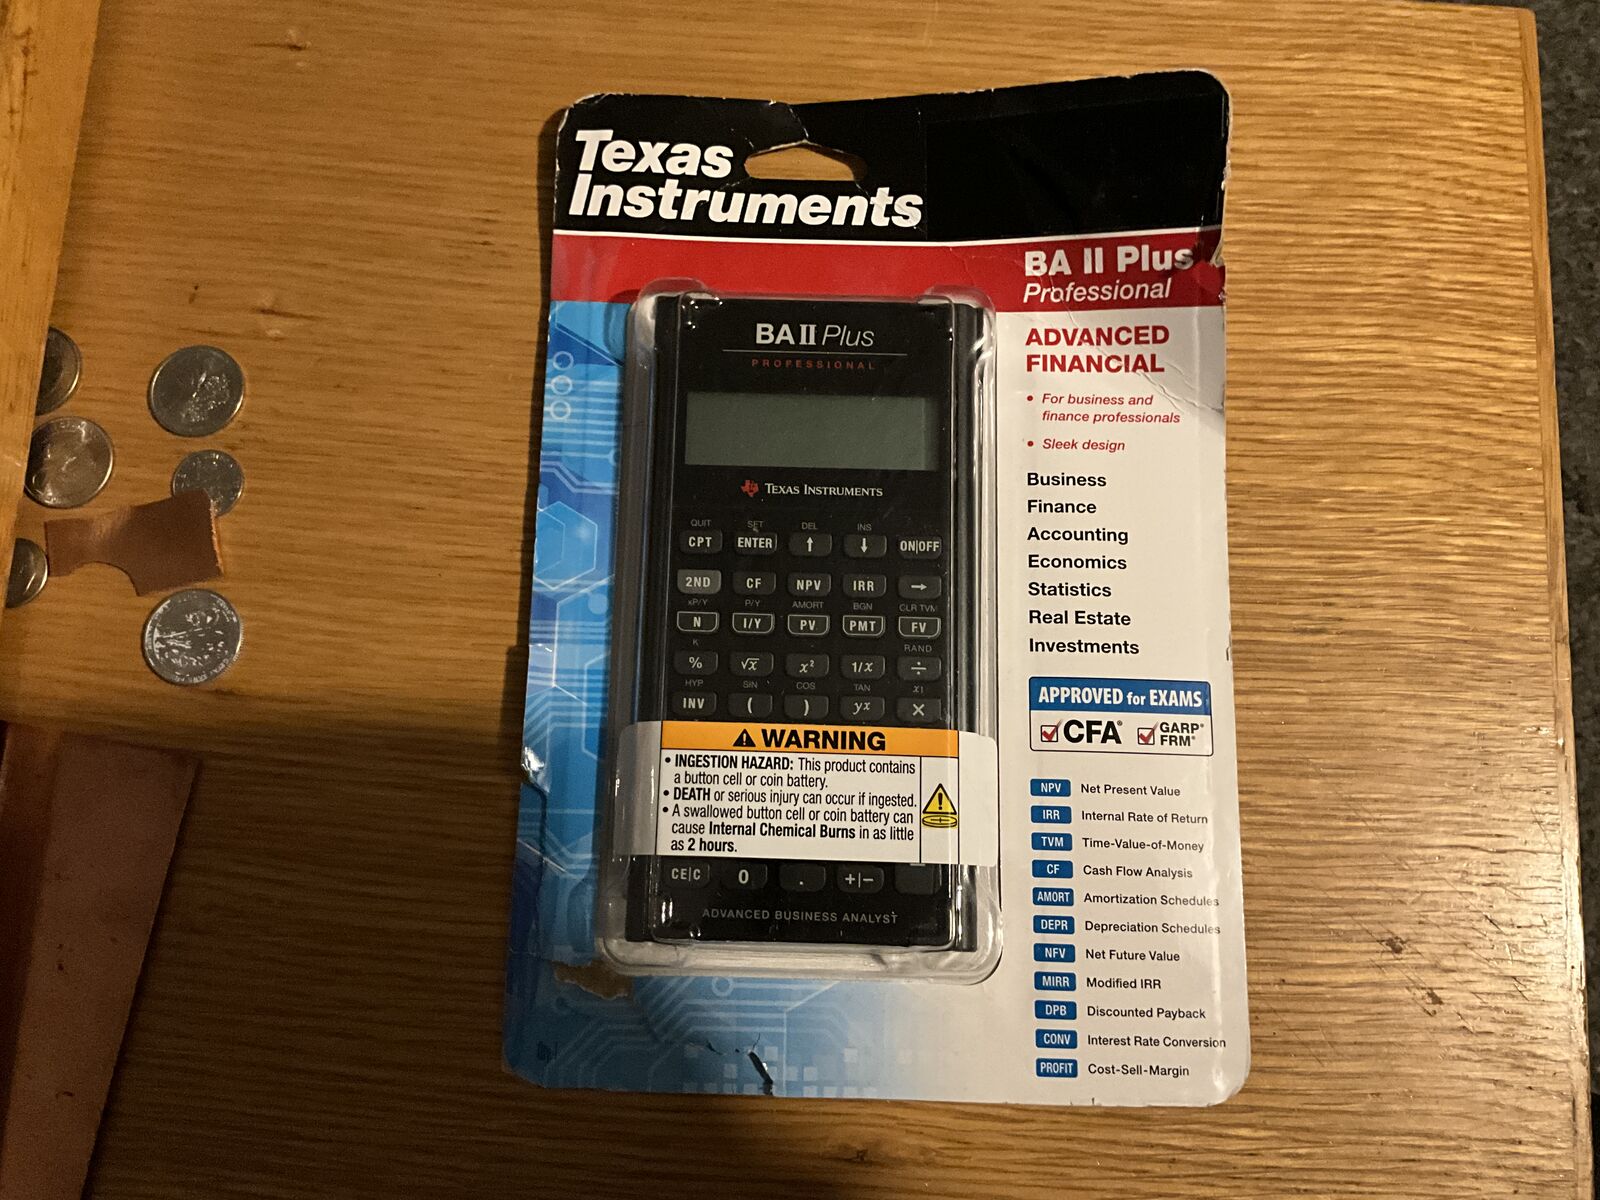 Texas
Instruments
BA II Plus
Professional
ADVANCED
FINANCIAL
• For business and
finance professionals
• Sleek design
Business
Finance
Accounting
Economics
Statistics
Real Estate
Investments
APPROVED for EXAMS
CFA® GARP®
FRM®
NPV Net Present Value
IRR Internal Rate of Return
TVM Time-Value-of-Money
CF Cash Flow Analysis
AMORT Amortization Schedules
DEPR Depreciation Schedules
NFV Net Future Value
MIRR Modified IRR
DPB Discounted Payback
CONV Interest Rate Conversion
PROFIT Cost-Sell-Margin
BA II Plus
PROFESSIONAL
TEXAS INSTRUMENTS
QUIT SET DEL INS
CPT ENTER ↑ ↓ ON|OFF
2ND CF NPV IRR →
xP/Y P/Y AMORT BGN CLR TVM
N I/Y PV PMT FV
K RAND
% √x x² 1/x ÷
HYP SIN COS TAN x!
INV ( ) yˣ ×
WARNING
• INGESTION HAZARD: This product contains
a button cell or coin battery.
• DEATH or serious injury can occur if ingested.
• A swallowed button cell or coin battery can
cause Internal Chemical Burns in as little
as 2 hours.
CE|C 0 . +|−
ADVANCED BUSINESS ANALYST